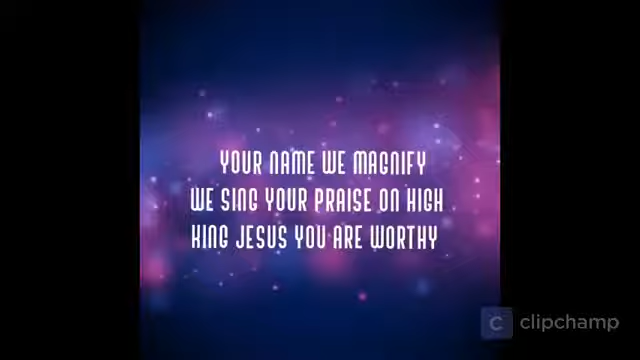 YOUR NAME WE MAGNIFY
WE SING YOUR PRAISE ON HIGH
KING JESUS YOU ARE WORTHY
C clipchamp